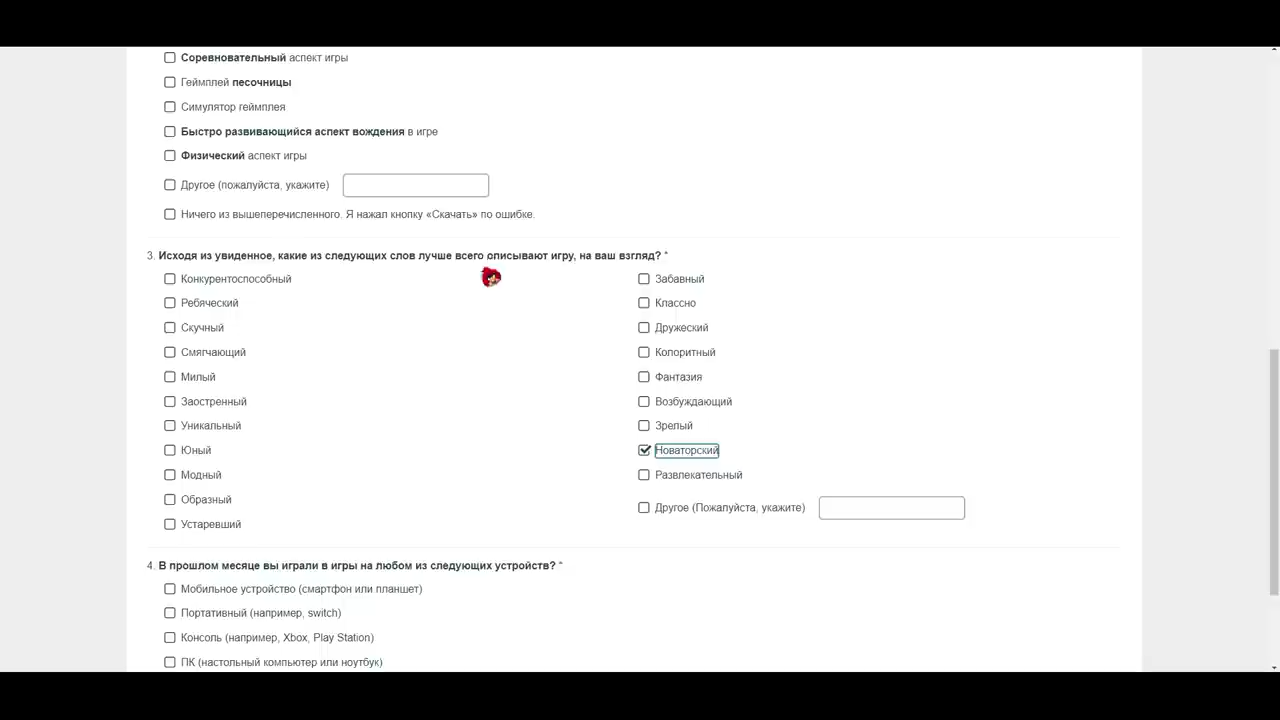 Соревновательный аспект игры
Геймплей песочницы
Симулятор геймплея
Быстро развивающийся аспект вождения в игре
Физический аспект игры
Другое (пожалуйста, укажите)
Ничего из вышеперечисленного. Я нажал кнопку «Скачать» по ошибке.
3. Исходя из увиденное, какие из следующих слов лучше всего описывают игру, на ваш взгляд? *
Конкурентоспособный
Ребяческий
Скучный
Смягчающий
Милый
Заостренный
Уникальный
Юный
Модный
Образный
Устаревший
Забавный
Классно
Дружеский
Колоритный
Фантазия
Возбуждающий
Зрелый
Новаторский
Развлекательный
Другое (Пожалуйста, укажите)
4. В прошлом месяце вы играли в игры на любом из следующих устройств? *
Мобильное устройство (смартфон или планшет)
Портативный (например, switch)
Консоль (например, Xbox, Play Station)
ПК (настольный компьютер или ноутбук)